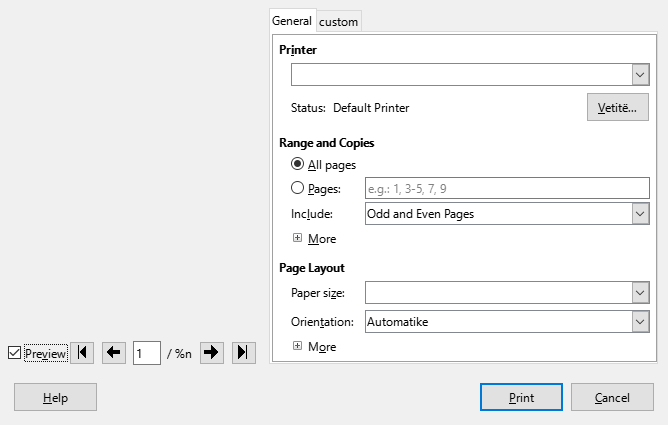 General custom
Printer
Status: Default Printer Vetitë...
Range and Copies
All pages
Pages: e.g.: 1, 3-5, 7, 9
Include: Odd and Even Pages
More
Page Layout
Paper size:
Orientation: Automatike
More
Preview 1 / %n
Help Print Cancel